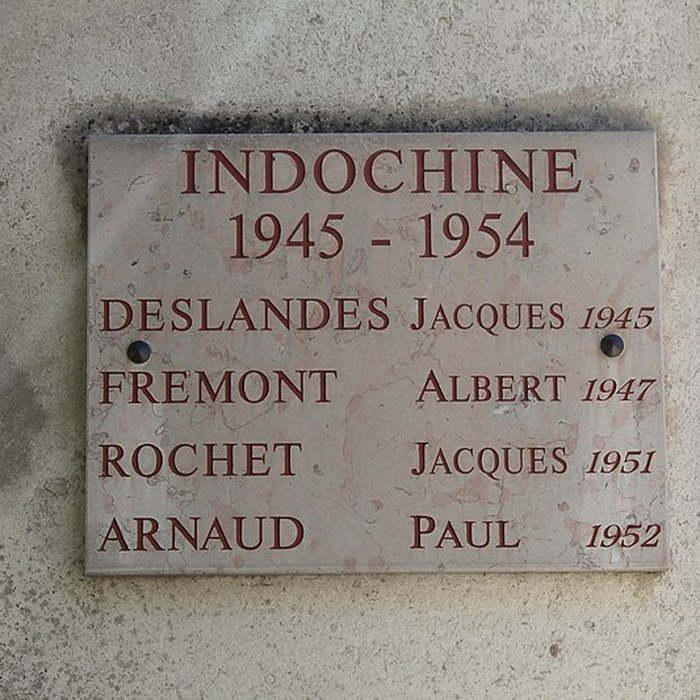 INDOCHINE
1945 - 1954
DESLANDES JACQUES 1945
FREMONT ALBERT 1947
ROCHET JACQUES 1951
ARNAUD PAUL 1952